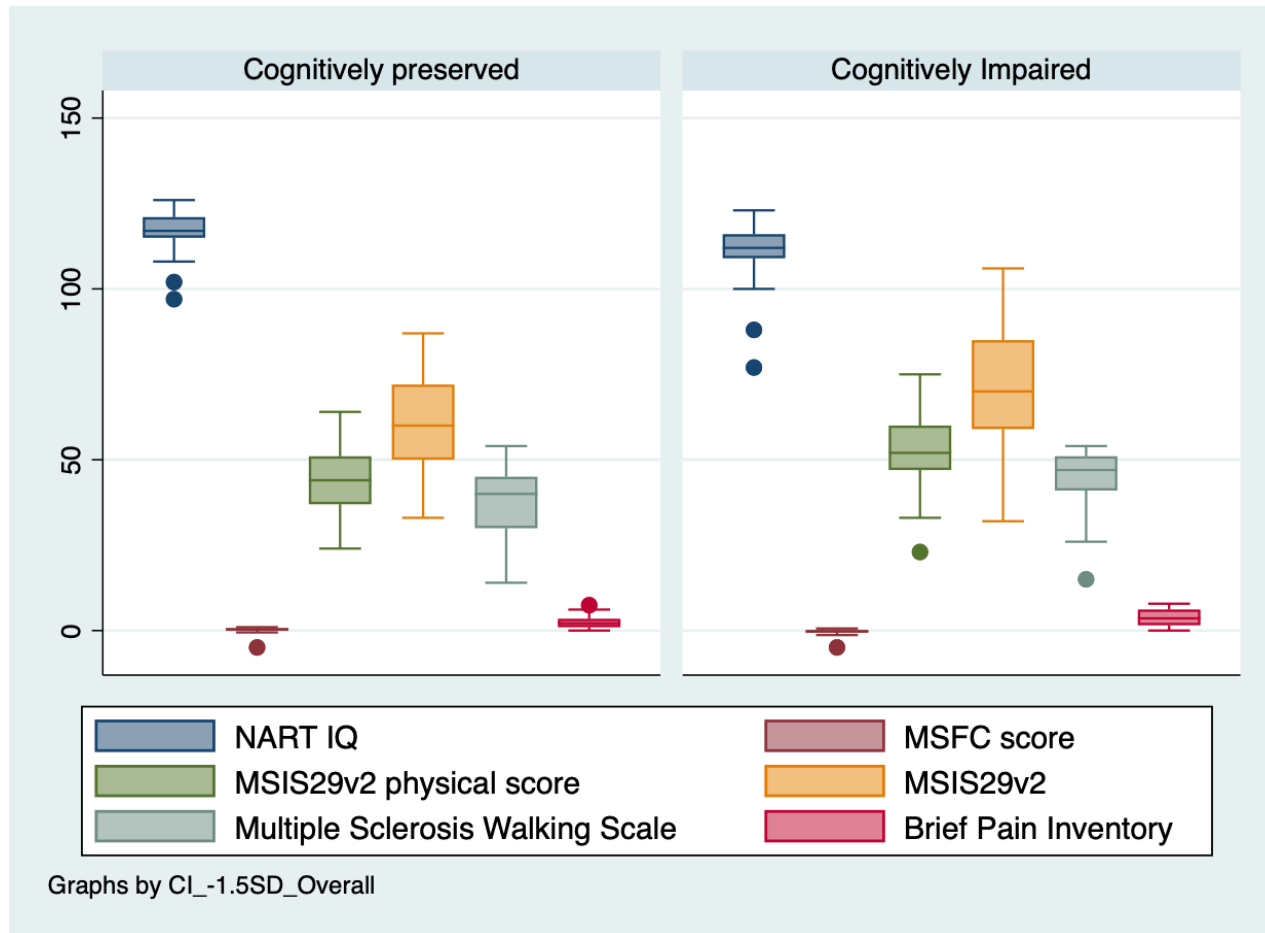 Cognitively preserved
Cognitively Impaired
150
100
50
0
NART IQ
MSFC score
MSIS29v2 physical score
MSIS29v2
Multiple Sclerosis Walking Scale
Brief Pain Inventory
Graphs by CI_-1.5SD_Overall